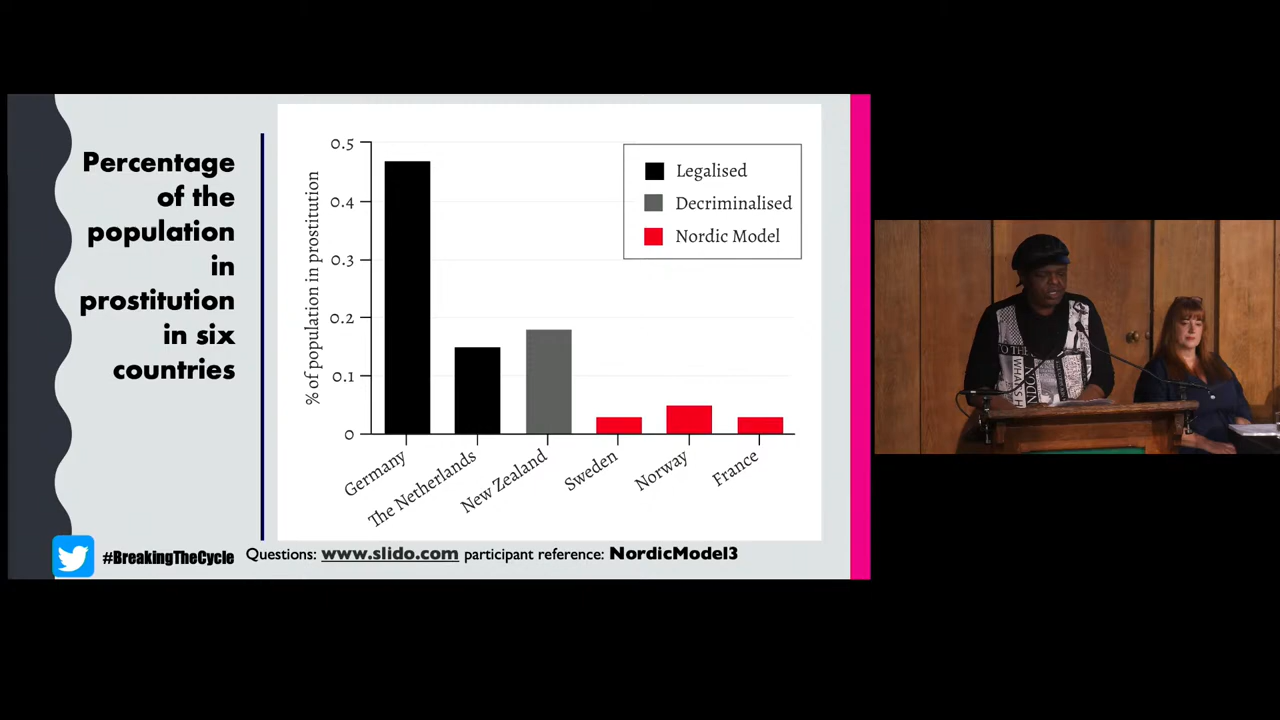 Percentage
of the
population
in
prostitution
in six
countries
% of population in prostitution
0.5
0.4
0.3
0.2
0.1
0
Legalised
Decriminalised
Nordic Model
Germany
The Netherlands
New Zealand
Sweden
Norway
France
#BreakingTheCycle
Questions: www.slido.com participant reference: NordicModel3